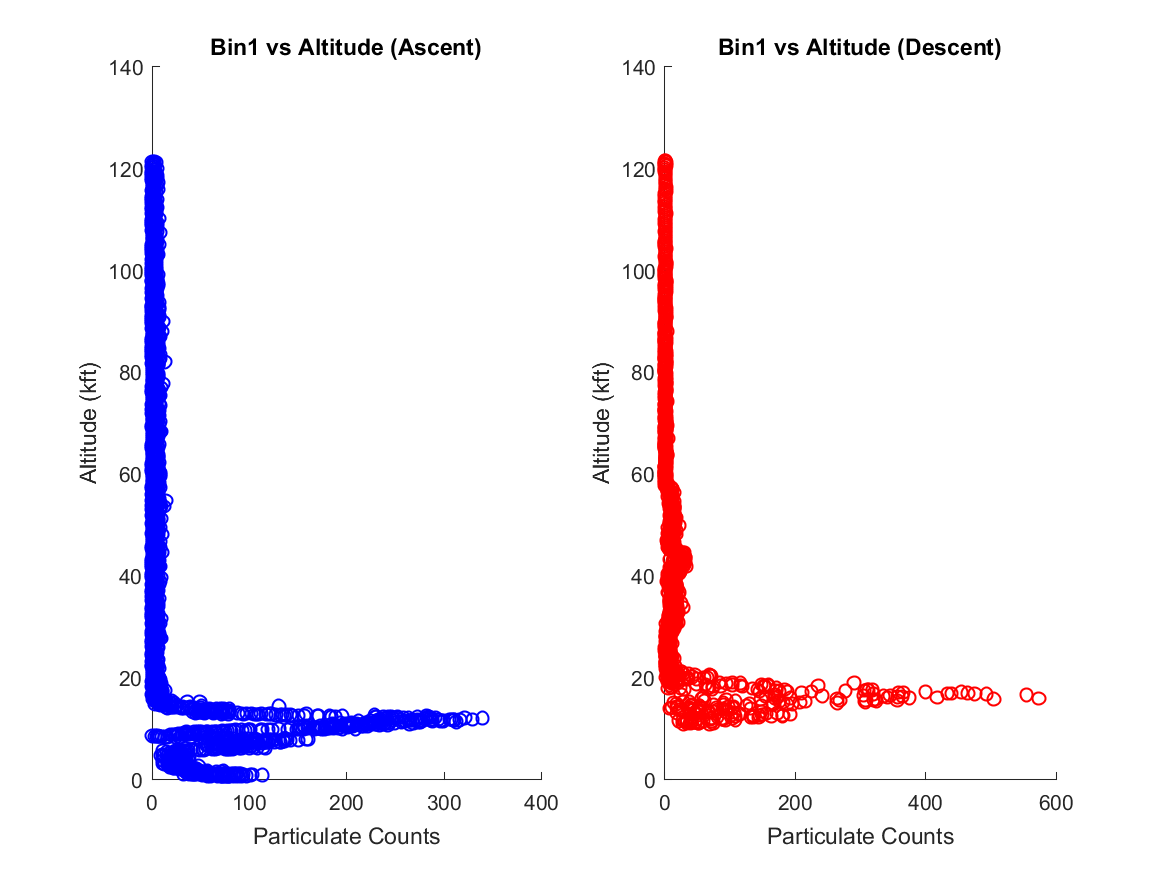 Bin1 vs Altitude (Ascent)
140
120
100
80
60
40
20
0
Altitude (kft)
0 100 200 300 400
Particulate Counts
Bin1 vs Altitude (Descent)
140
120
100
80
60
40
20
0
Altitude (kft)
0 200 400 600
Particulate Counts